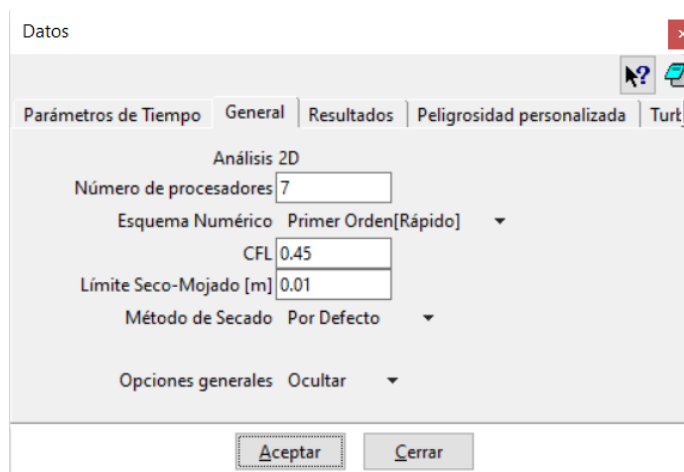 Datos
Parámetros de Tiempo General Resultados Peligrosidad personalizada
Análisis 2D
Número de procesadores 7
Esquema Numérico Primer Orden[Rápido]
CFL 0.45
Límite Seco-Mojado [m] 0.01
Método de Secado Por Defecto
Opciones generales Ocultar
Aceptar Cerrar